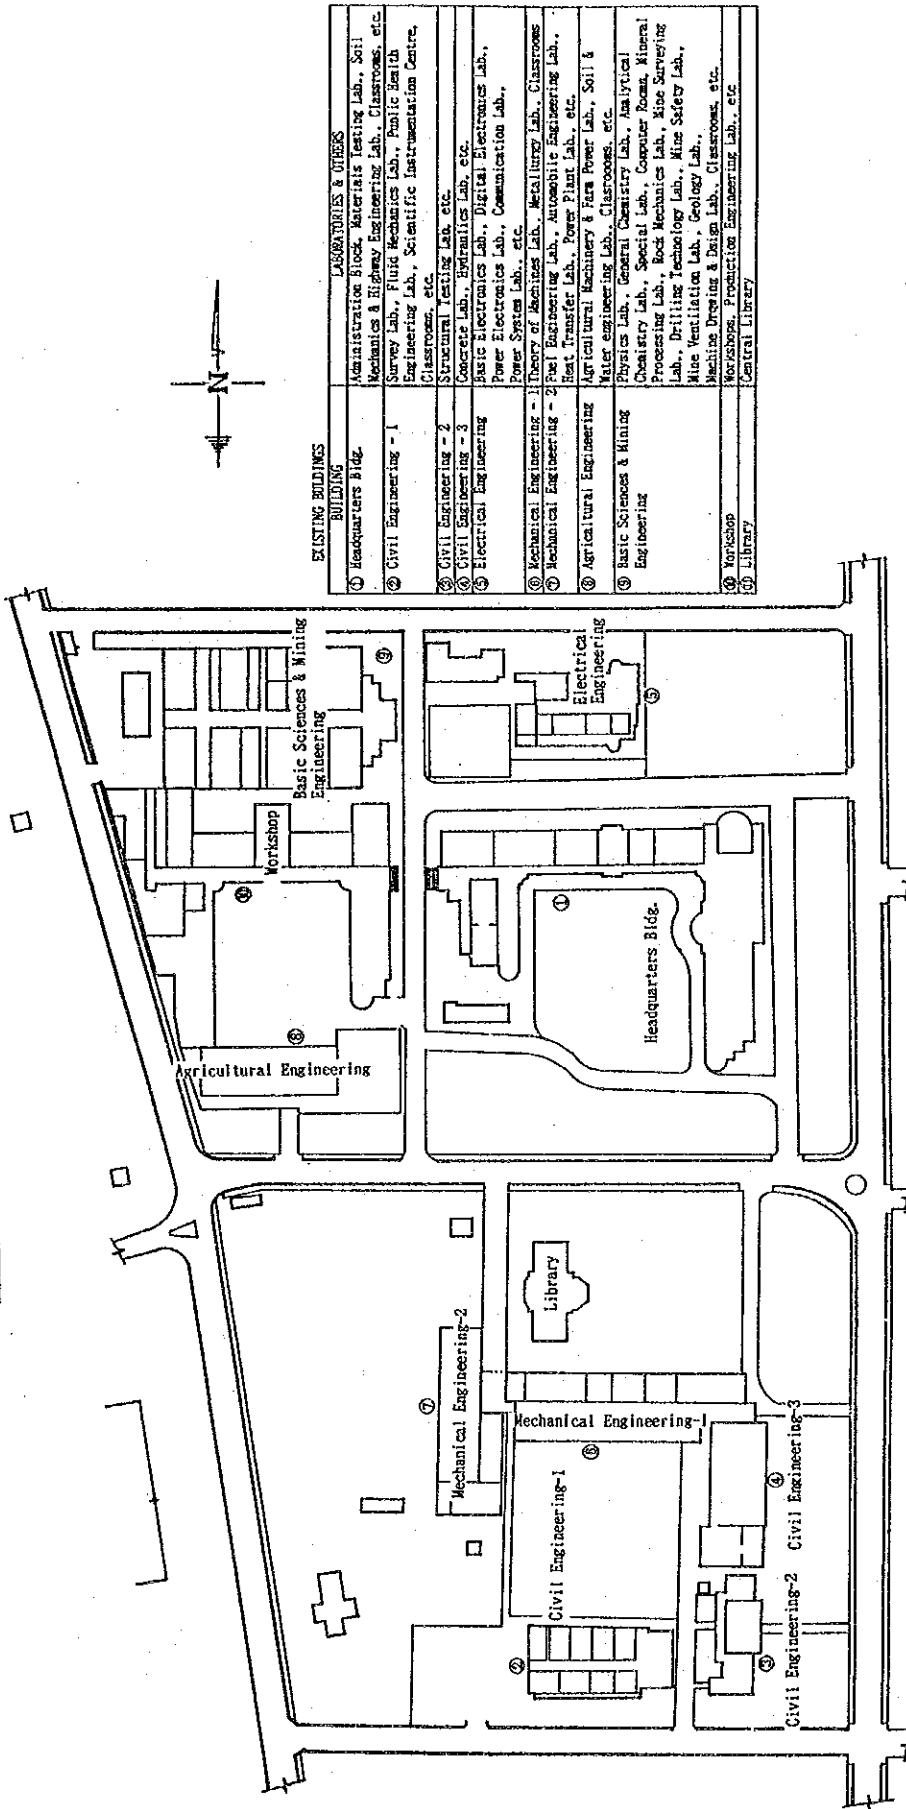 N
EXISTING BUILDINGS
BUILDING LABORATORIES & OTHERS
① Headquarters Bldg. Administration Block, Materials Testing Lab., Soil
Mechanics & Highway Engineering Lab., Classrooms, etc.
② Civil Engineering - 1 Survey Lab., Fluid Mechanics Lab., Public Health
Engineering Lab., Scientific Instrumentation Centre,
Classrooms, etc.
③ Civil Engineering - 2 Structural Testing Lab, etc.
④ Civil Engineering - 3 Concrete Lab., Hydraulics Lab, etc.
⑤ Electrical Engineering Basic Electronics Lab., Digital Electronics Lab.,
Power Electronics Lab., Communication Lab.,
Power System Lab., etc.
⑥ Mechanical Engineering - 1 Theory of Machines Lab., Metallurgy Lab., Classrooms
⑦ Mechanical Engineering - 2 Fuel Engineering Lab., Automobile Engineering Lab.,
Heat Transfer Lab., Power Plant Lab., etc.
⑧ Agricaltural Engineering Agricultural Machinery & Farm Power Lab., Soil &
Water engineering Lab., Classrooms, etc.
⑨ Basic Sciences & Mining Physics Lab., General Chemistry Lab., Analytical
Engineering Chemistry Lab., Special Lab., Computer Rooms, Mineral
Processing Lab., Rock Mechanics Lab., Mine Surveying
Lab., Drilling Technology Lab., Mine Safety Lab.,
Mine Ventilation Lab., Geology Lab.,
Machine Drawing & Dsign Lab., Classrooms, etc.
⑩ Workshop Workshops, Production Engineering Lab., etc
⑪ Library Central Library
Basic Sciences & Mining
Engineering
⑨
Electrical
Engineering
⑤
Workshop
⑩
①
Headquarters Bldg.
⑧
Agricultural Engineering
Library
Mechanical Engineering-2
⑦
Mechanical Engineering-1
⑥
Civil Engineering-1
②
Civil Engineering-3
④
Civil Engineering-2
③